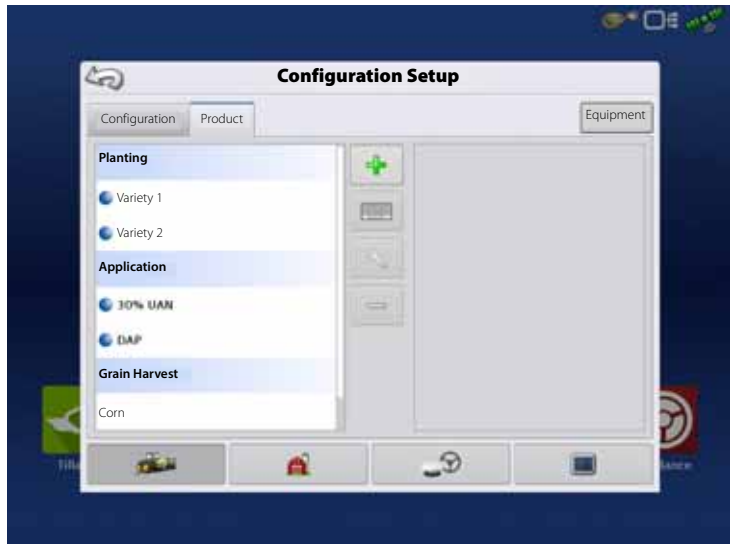 Configuration Setup
Configuration
Product
Equipment
Planting
Variety 1
Variety 2
Application
30% UAN
DAP
Grain Harvest
Corn